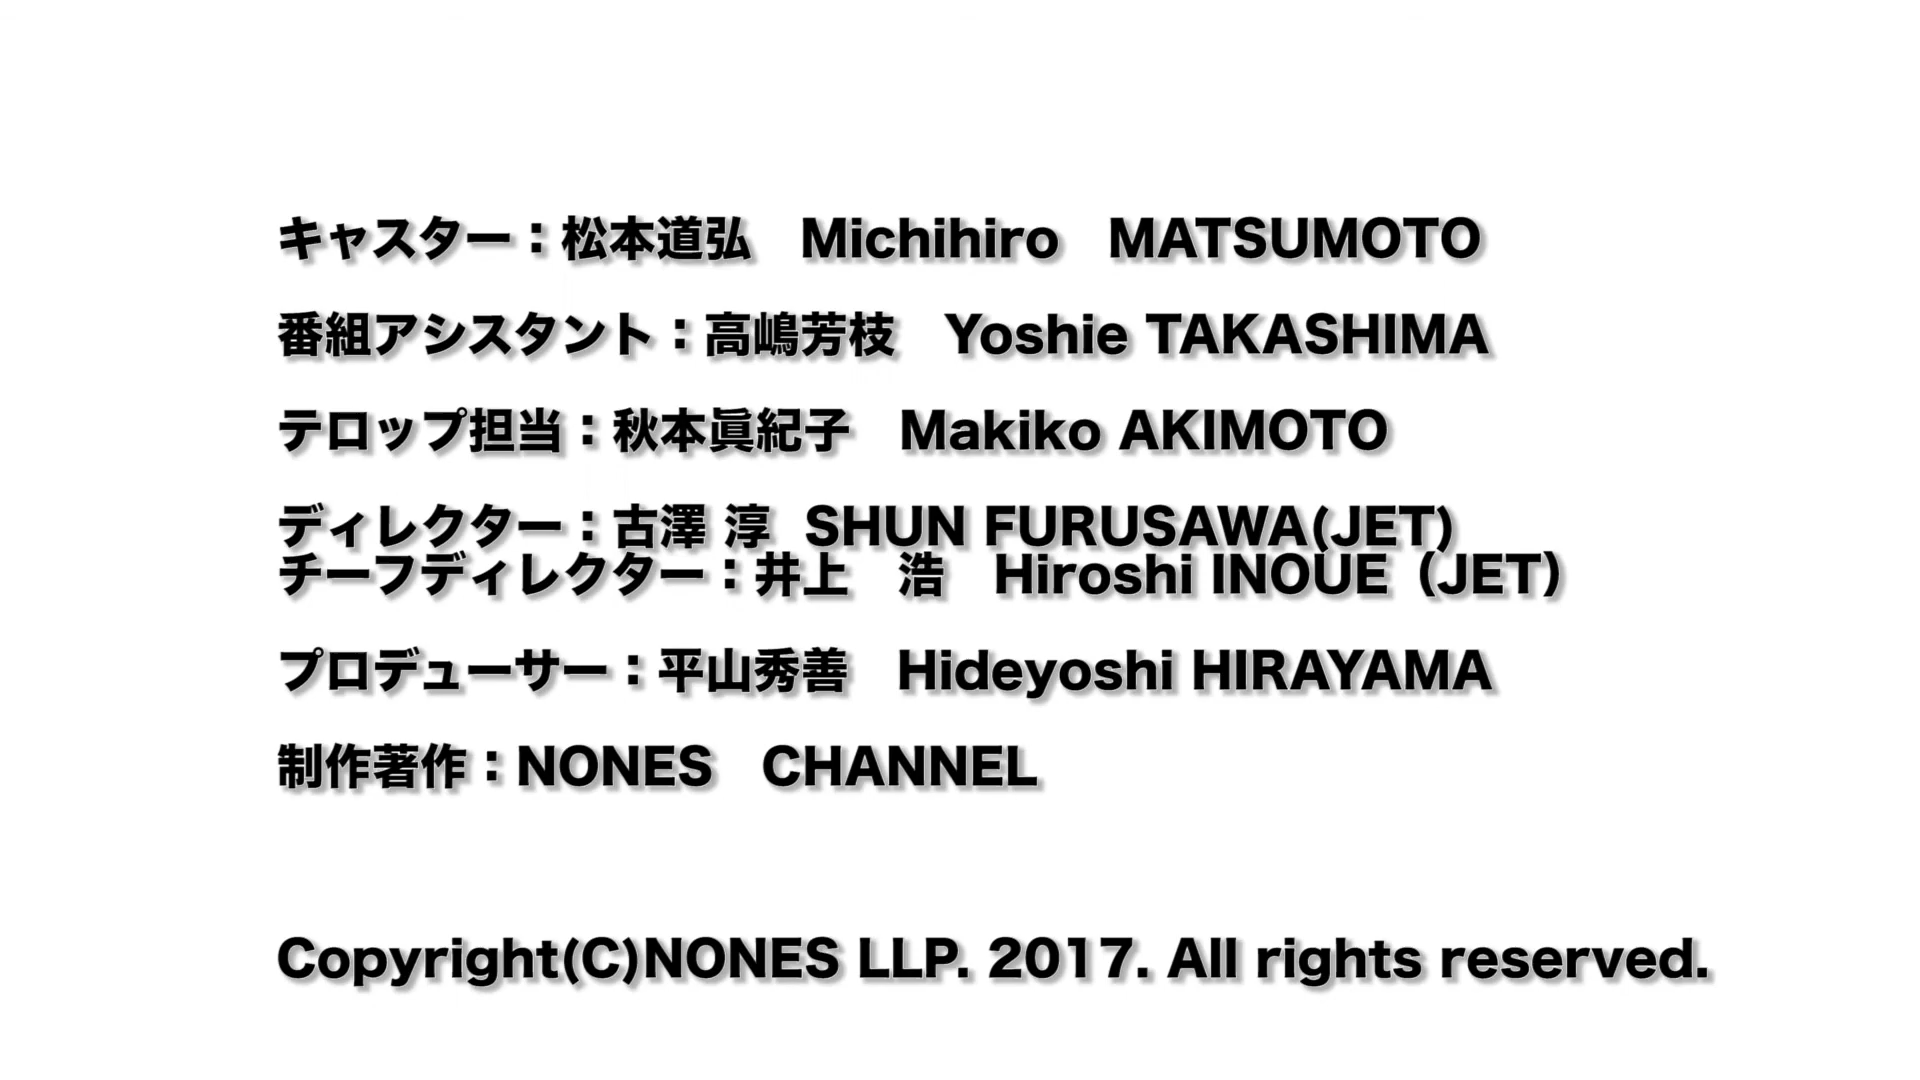 キャスター：松本道弘　Michihiro　MATSUMOTO
番組アシスタント：高嶋芳枝　Yoshie TAKASHIMA
テロップ担当：秋本眞紀子　Makiko AKIMOTO
ディレクター：古澤 淳  SHUN FURUSAWA(JET)
チーフディレクター：井上　浩　Hiroshi INOUE（JET）
プロデューサー：平山秀善　Hideyoshi HIRAYAMA
制作著作：NONES　CHANNEL
Copyright(C)NONES LLP. 2017. All rights reserved.